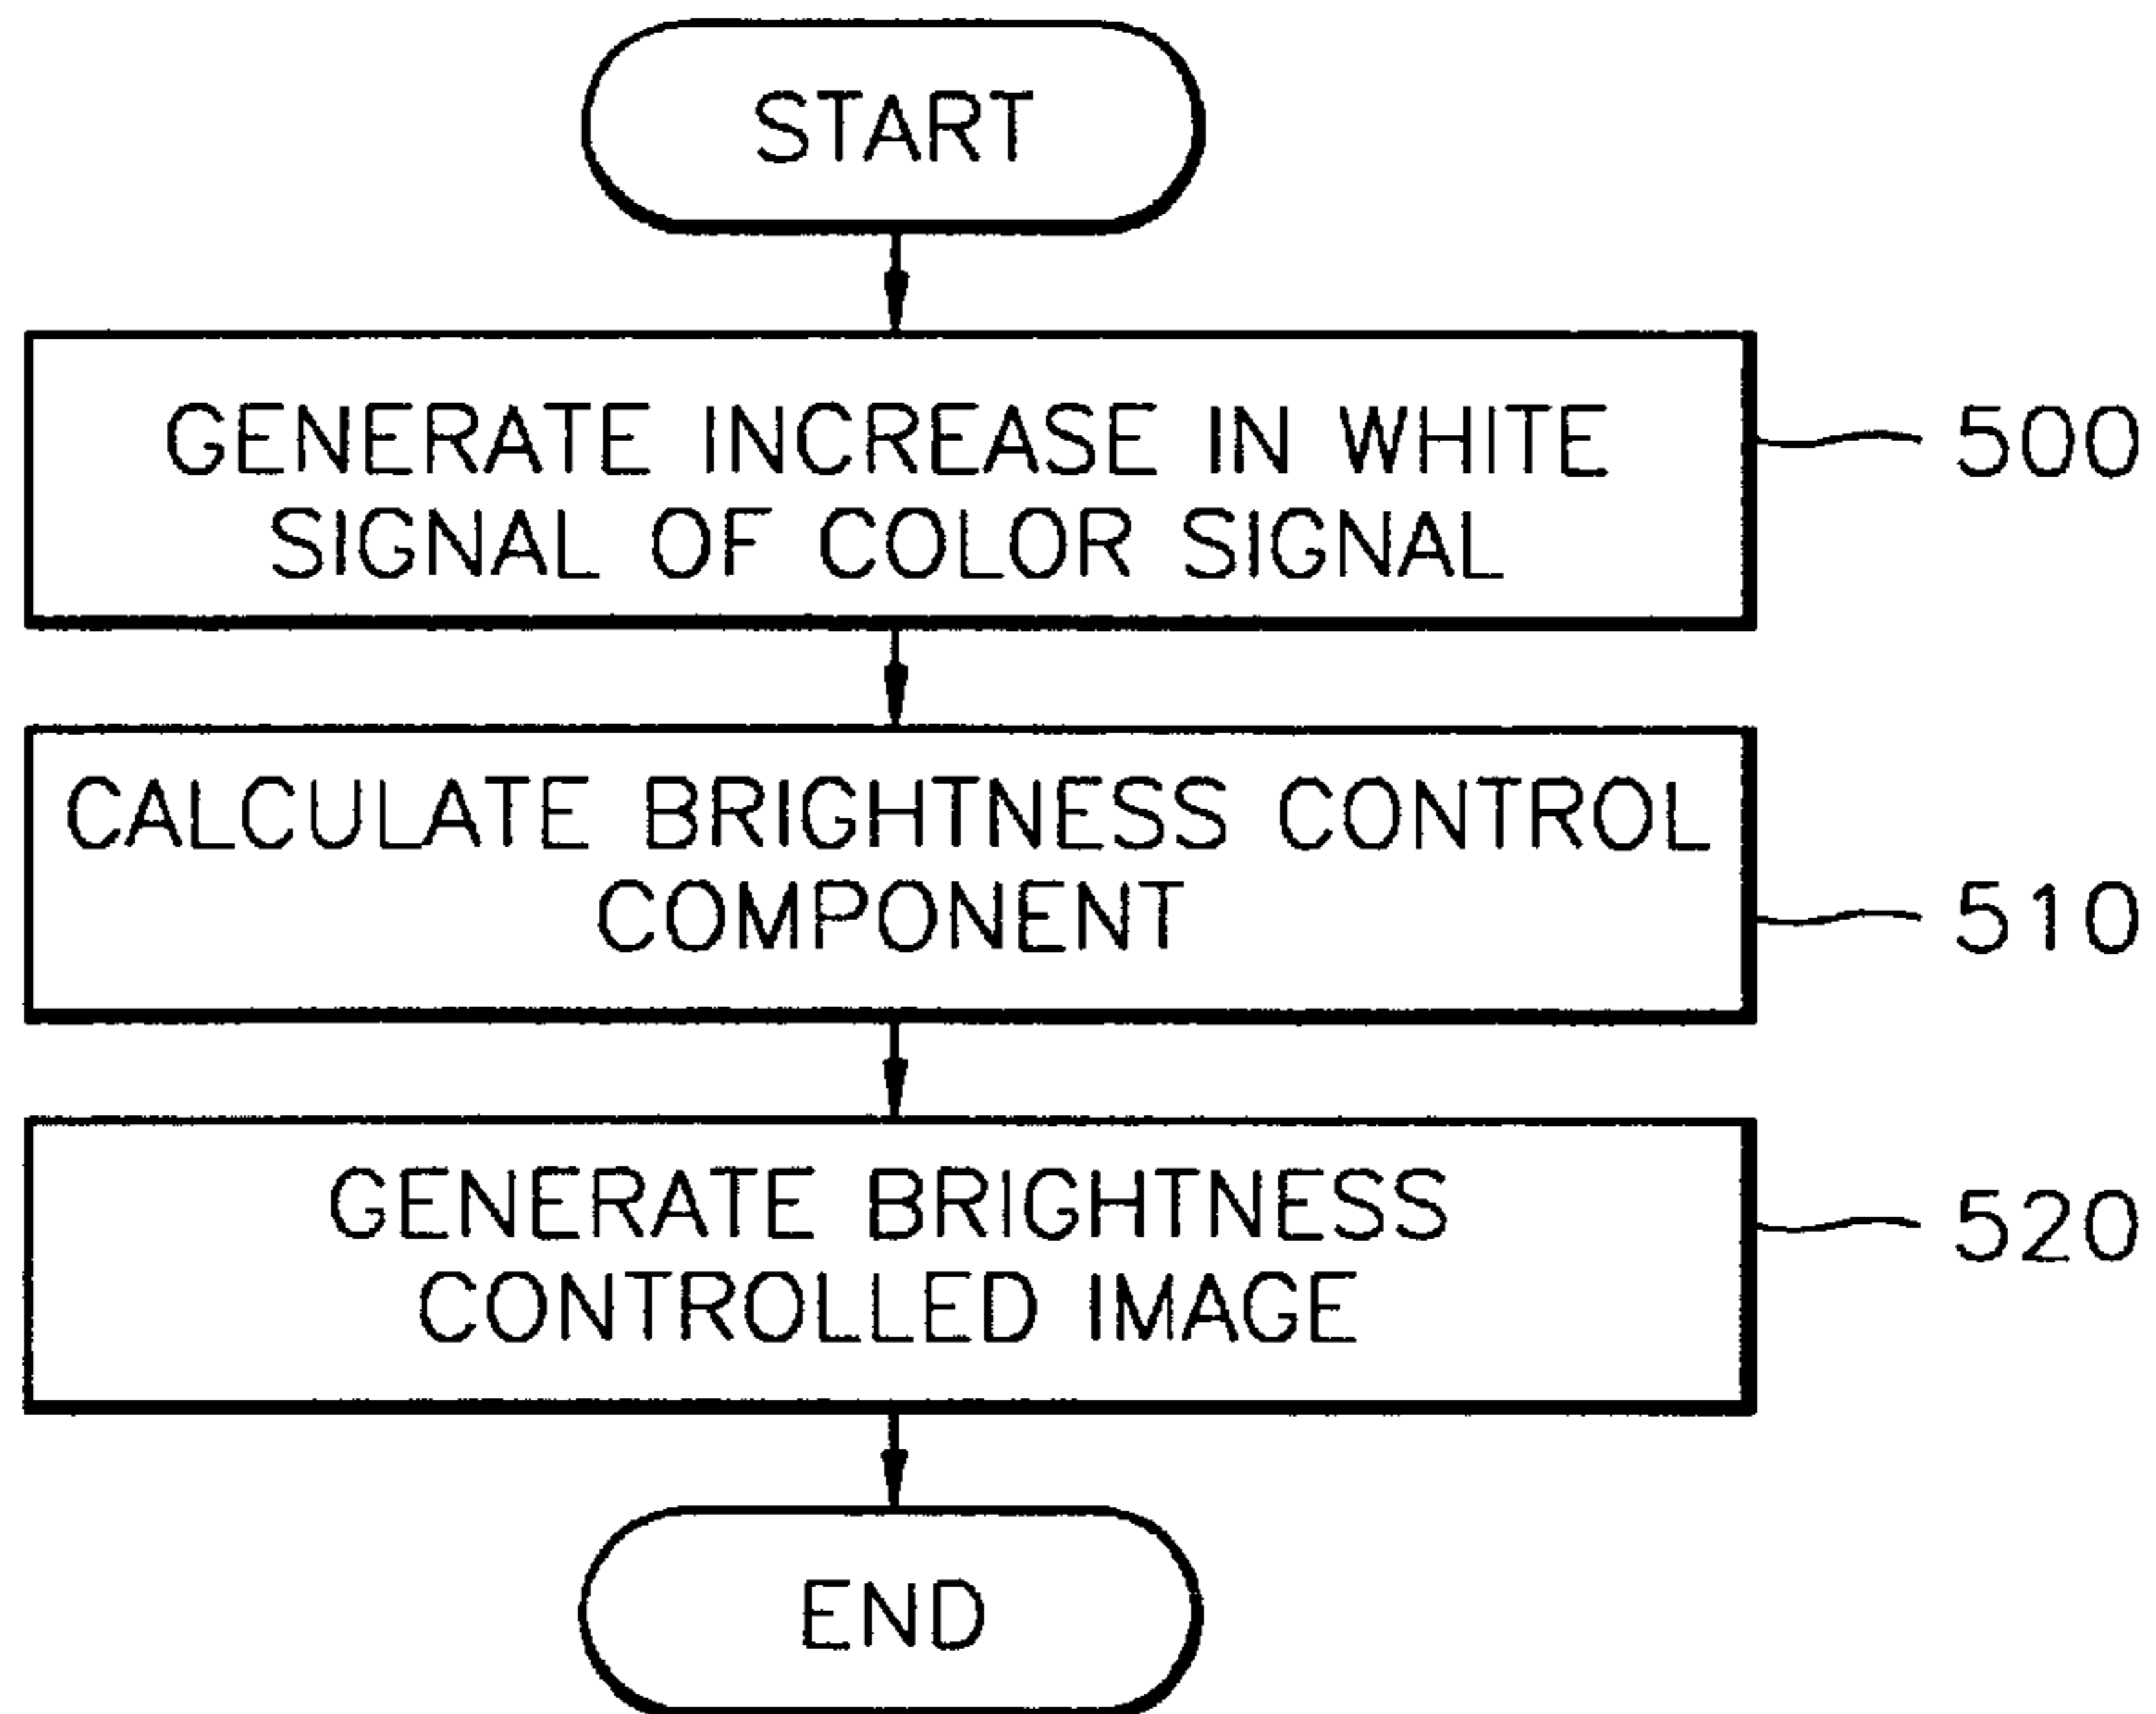 START
GENERATE INCREASE IN WHITE
SIGNAL OF COLOR SIGNAL
500
CALCULATE BRIGHTNESS CONTROL
COMPONENT
510
GENERATE BRIGHTNESS
CONTROLLED IMAGE
520
END